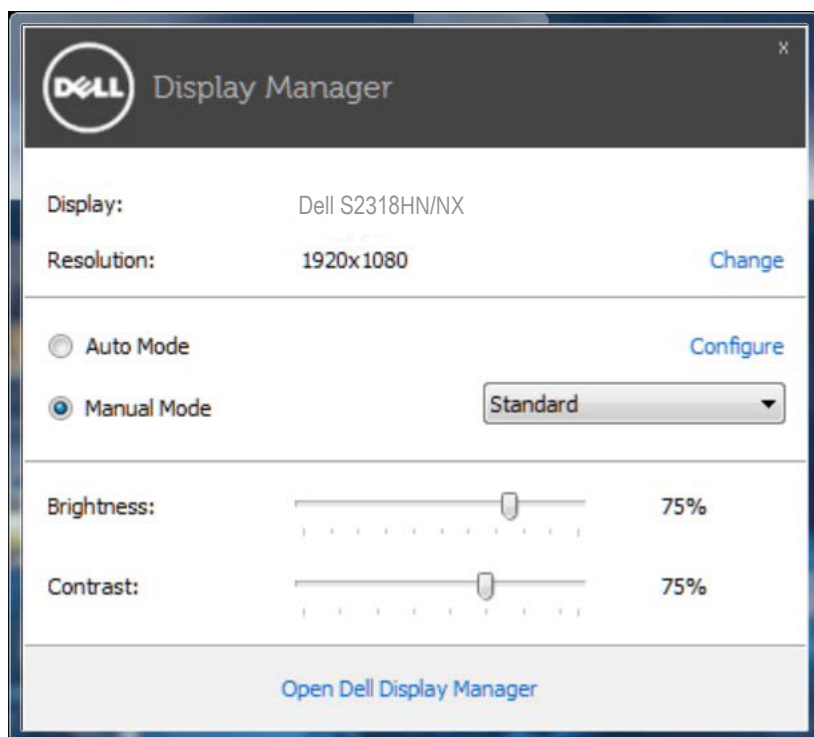 DELL Display Manager x
Display: Dell S2318HN/NX
Resolution: 1920x1080 Change
Auto Mode Configure
Manual Mode Standard
Brightness: 75%
Contrast: 75%
Open Dell Display Manager